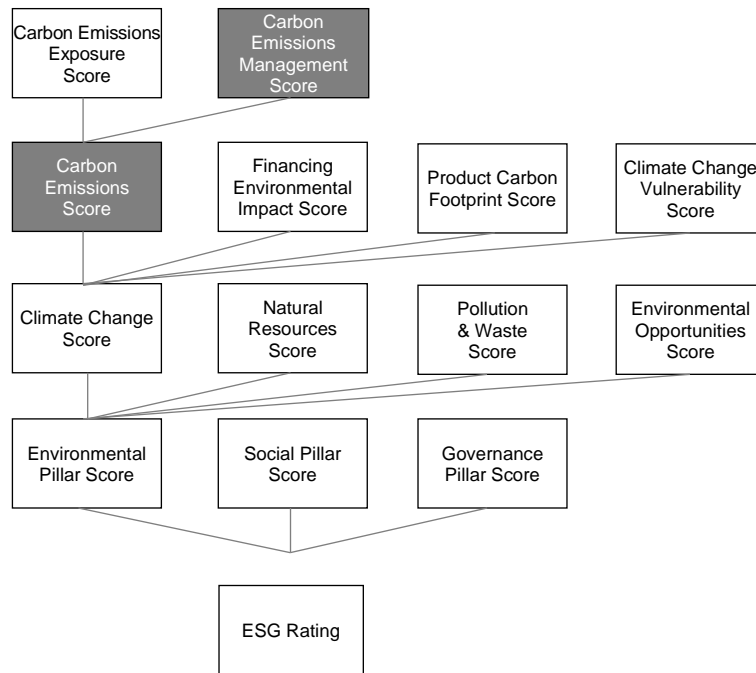 Carbon Emissions
Exposure
Score
Carbon
Emissions
Management
Score
Carbon
Emissions
Score
Financing
Environmental
Impact Score
Product Carbon
Footprint Score
Climate Change
Vulnerability
Score
Climate Change
Score
Natural
Resources
Score
Pollution
& Waste
Score
Environmental
Opportunities
Score
Environmental
Pillar Score
Social Pillar
Score
Governance
Pillar Score
ESG Rating